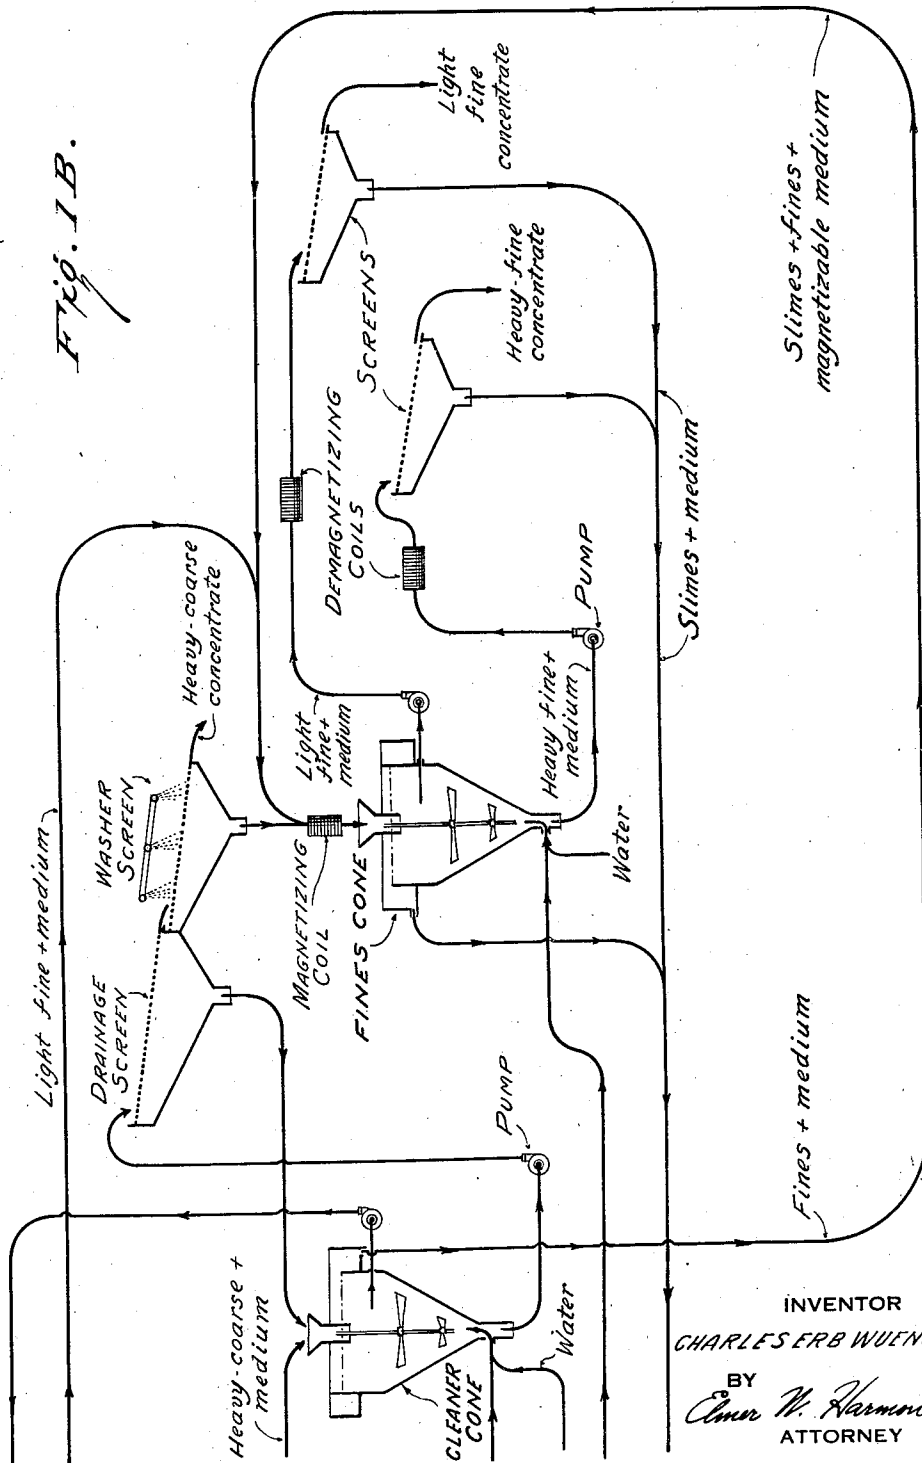 Fig. 1B.
Light fine + medium
WASHER
SCREEN
Heavy-coarse
concentrate
DRAINAGE
SCREEN
MAGNETIZING
COIL
FINES CONE
Light
fine +
medium
DEMAGNETIZING
COILS
SCREENS
Light
fine
concentrate
Heavy-fine
concentrate
Heavy fine +
medium
PUMP
Water
Slimes + medium
Slimes + fines +
magnetizable medium
Heavy-coarse +
medium
CLEANER
CONE
Water
PUMP
Fines + medium
INVENTOR
CHARLES ERB WUEN
BY
Elmer W. Harmon
ATTORNEY